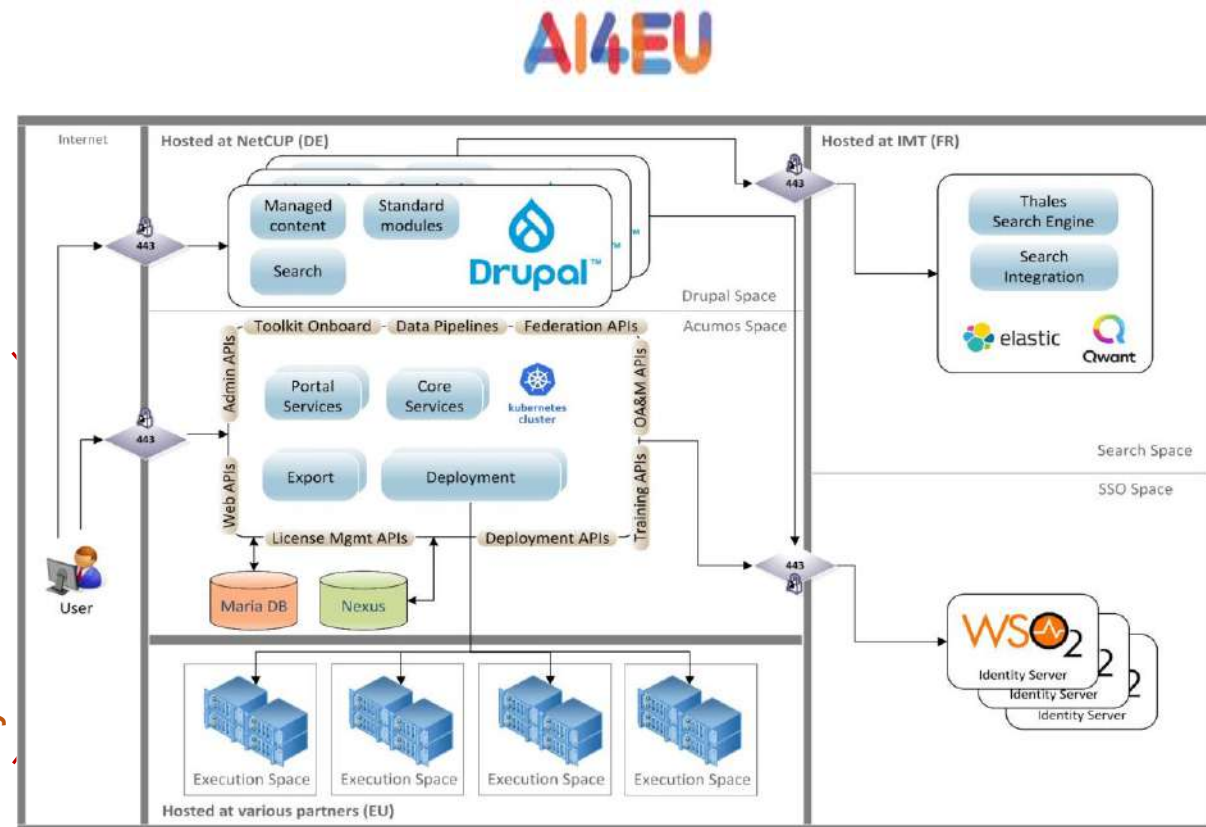 AI4EU
Internet
Hosted at NetCUP (DE)
Hosted at IMT (FR)
443
443
Managed content
Standard modules
Search
Drupal™
Drupal Space
Thales
Search Engine
Search
Integration
elastic
Qwant
Search Space
Acumos Space
Toolkit Onboard
Data Pipelines
Federation APIs
Admin APIs
OA&M APIs
Portal
Services
Core
Services
kubernetes
cluster
443
Export
Deployment
Web APIs
Training APIs
License Mgmt APIs
Deployment APIs
SSO Space
443
User
Maria DB
Nexus
WSO2
Identity Server
2
Identity Server
2
Identity Server
Execution Space
Execution Space
Execution Space
Execution Space
Hosted at various partners (EU)